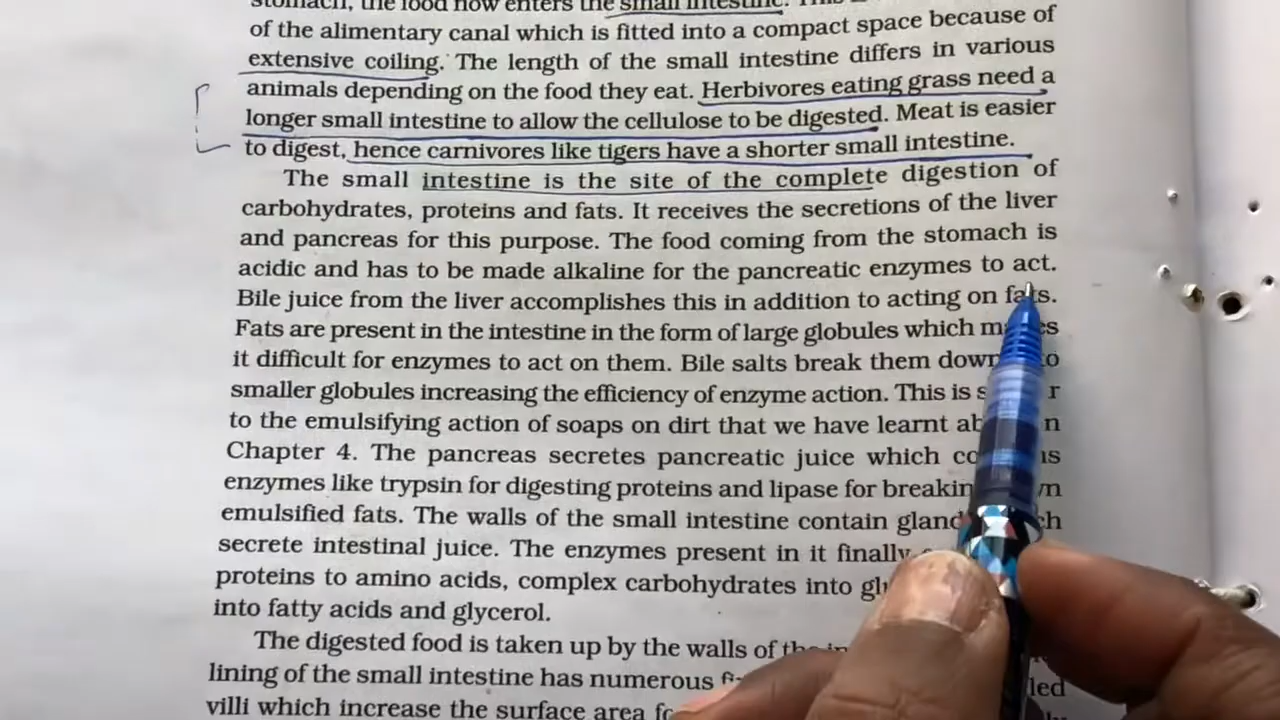 stomach, the food now enters the small intestine. This
of the alimentary canal which is fitted into a compact space because of
extensive coiling. The length of the small intestine differs in various
animals depending on the food they eat. Herbivores eating grass need a
longer small intestine to allow the cellulose to be digested. Meat is easier
to digest, hence carnivores like tigers have a shorter small intestine.
The small intestine is the site of the complete digestion of
carbohydrates, proteins and fats. It receives the secretions of the liver
and pancreas for this purpose. The food coming from the stomach is
acidic and has to be made alkaline for the pancreatic enzymes to act.
Bile juice from the liver accomplishes this in addition to acting on fats.
Fats are present in the intestine in the form of large globules which makes
it difficult for enzymes to act on them. Bile salts break them down
smaller globules increasing the efficiency of enzyme action. This is
to the emulsifying action of soaps on dirt that we have learnt
Chapter 4. The pancreas secretes pancreatic juice which
enzymes like trypsin for digesting proteins and lipase for
emulsified fats. The walls of the small intestine contain
secrete intestinal juice. The enzymes present in it finally
proteins to amino acids, complex carbohydrates into
into fatty acids and glycerol.
The digested food is taken up by the walls of the
lining of the small intestine has numerous
villi which increase the surface area